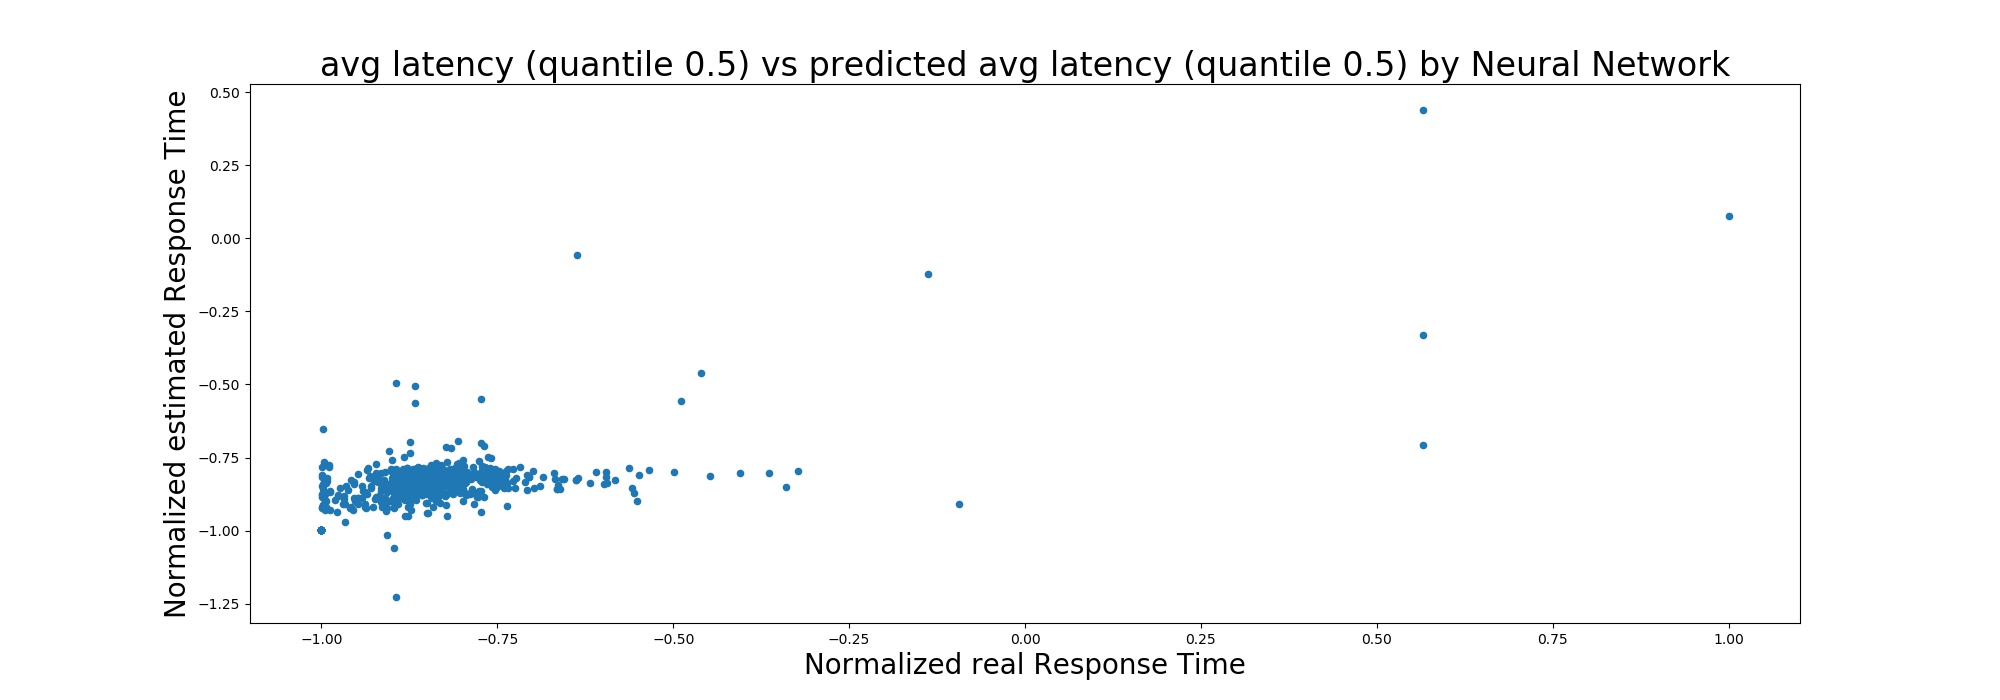 avg latency (quantile 0.5) vs predicted avg latency (quantile 0.5) by Neural Network
Normalized estimated Response Time
0.50
0.25
0.00
−0.25
−0.50
−0.75
−1.00
−1.25
−1.00 −0.75 −0.50 −0.25 0.00 0.25 0.50 0.75 1.00
Normalized real Response Time